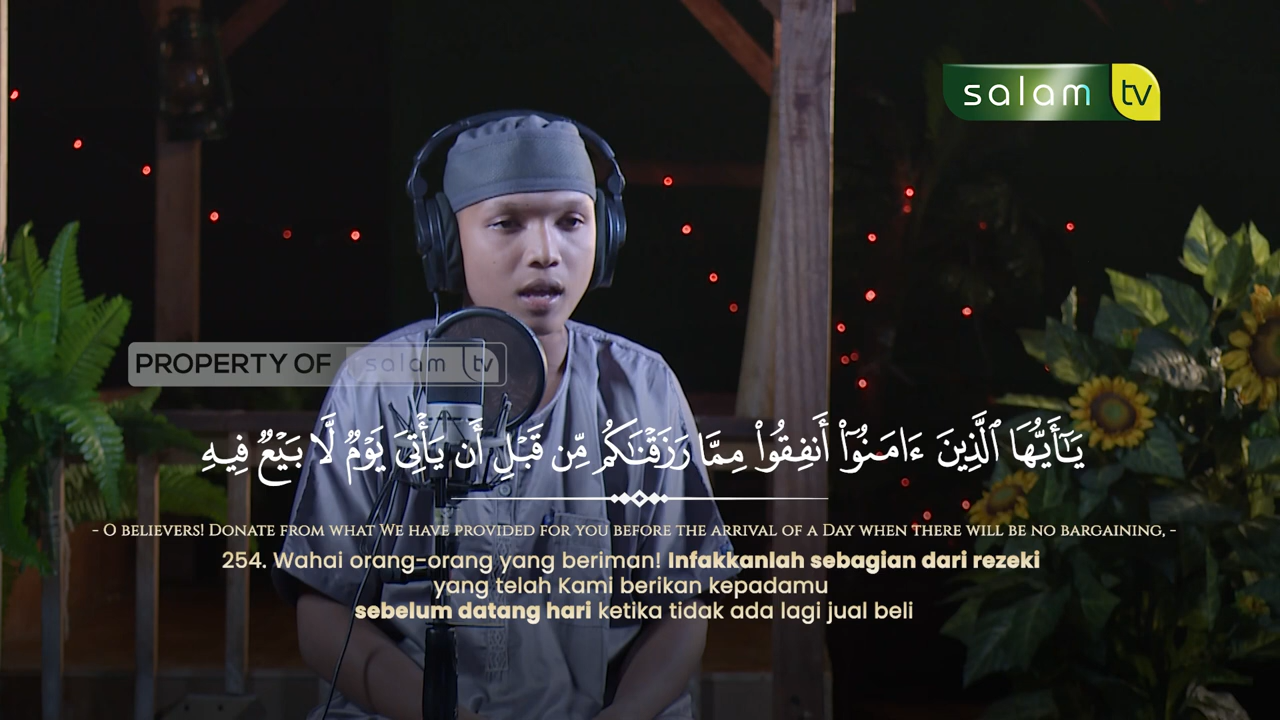 salam tv
PROPERTY OF salam tv
يَـٰٓأَيُّهَا ٱلَّذِينَ ءَامَنُوٓا۟ أَنفِقُوا۟ مِمَّا رَزَقْنَـٰكُم مِّن قَبْلِ أَن يَأْتِىَ يَوْمٌ لَّا بَيْعٌ فِيهِ
- O believers! Donate from what We have provided for you before the arrival of a Day when there will be no bargaining, -
254. Wahai orang-orang yang beriman! Infakkanlah sebagian dari rezeki
yang telah Kami berikan kepadamu
sebelum datang hari ketika tidak ada lagi jual beli